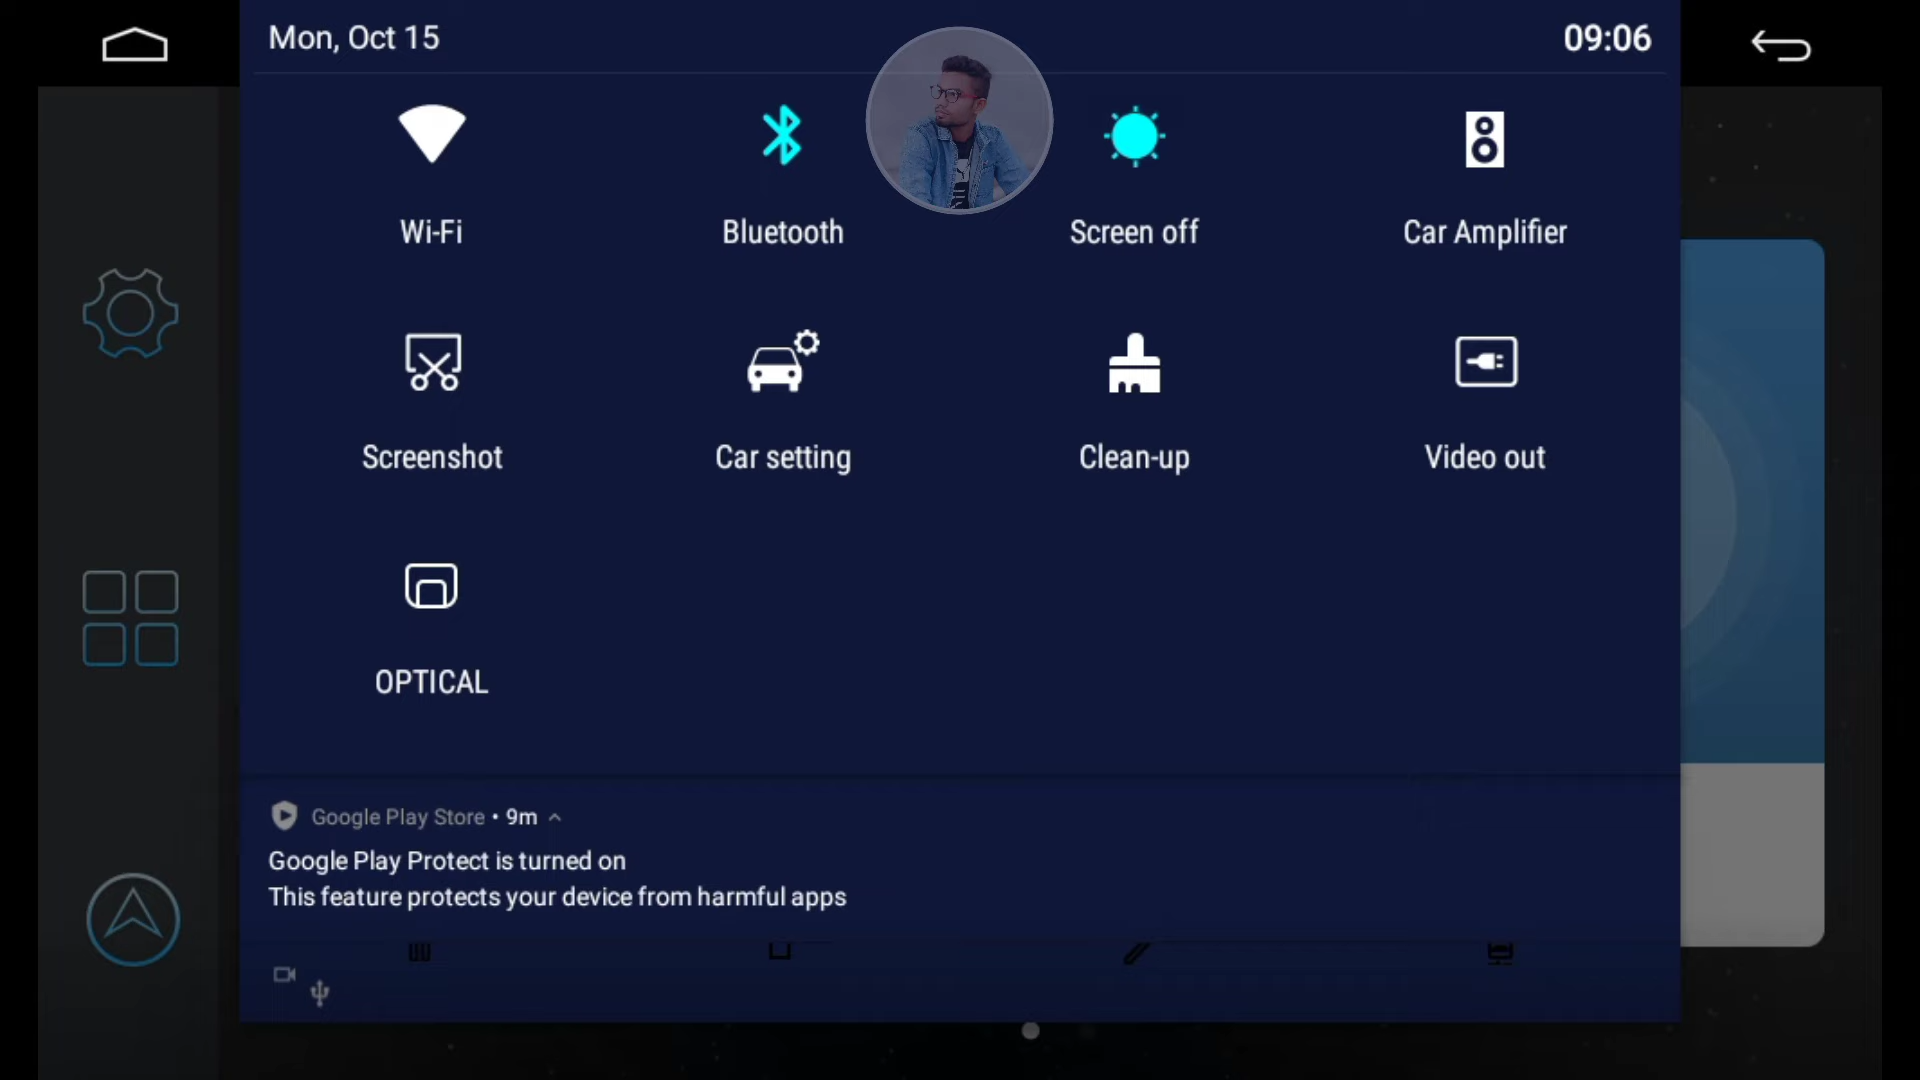 Mon, Oct 15
09:06
Wi-Fi
Bluetooth
Screen off
Car Amplifier
Screenshot
Car setting
Clean-up
Video out
OPTICAL
Google Play Store • 9m
Google Play Protect is turned on
This feature protects your device from harmful apps